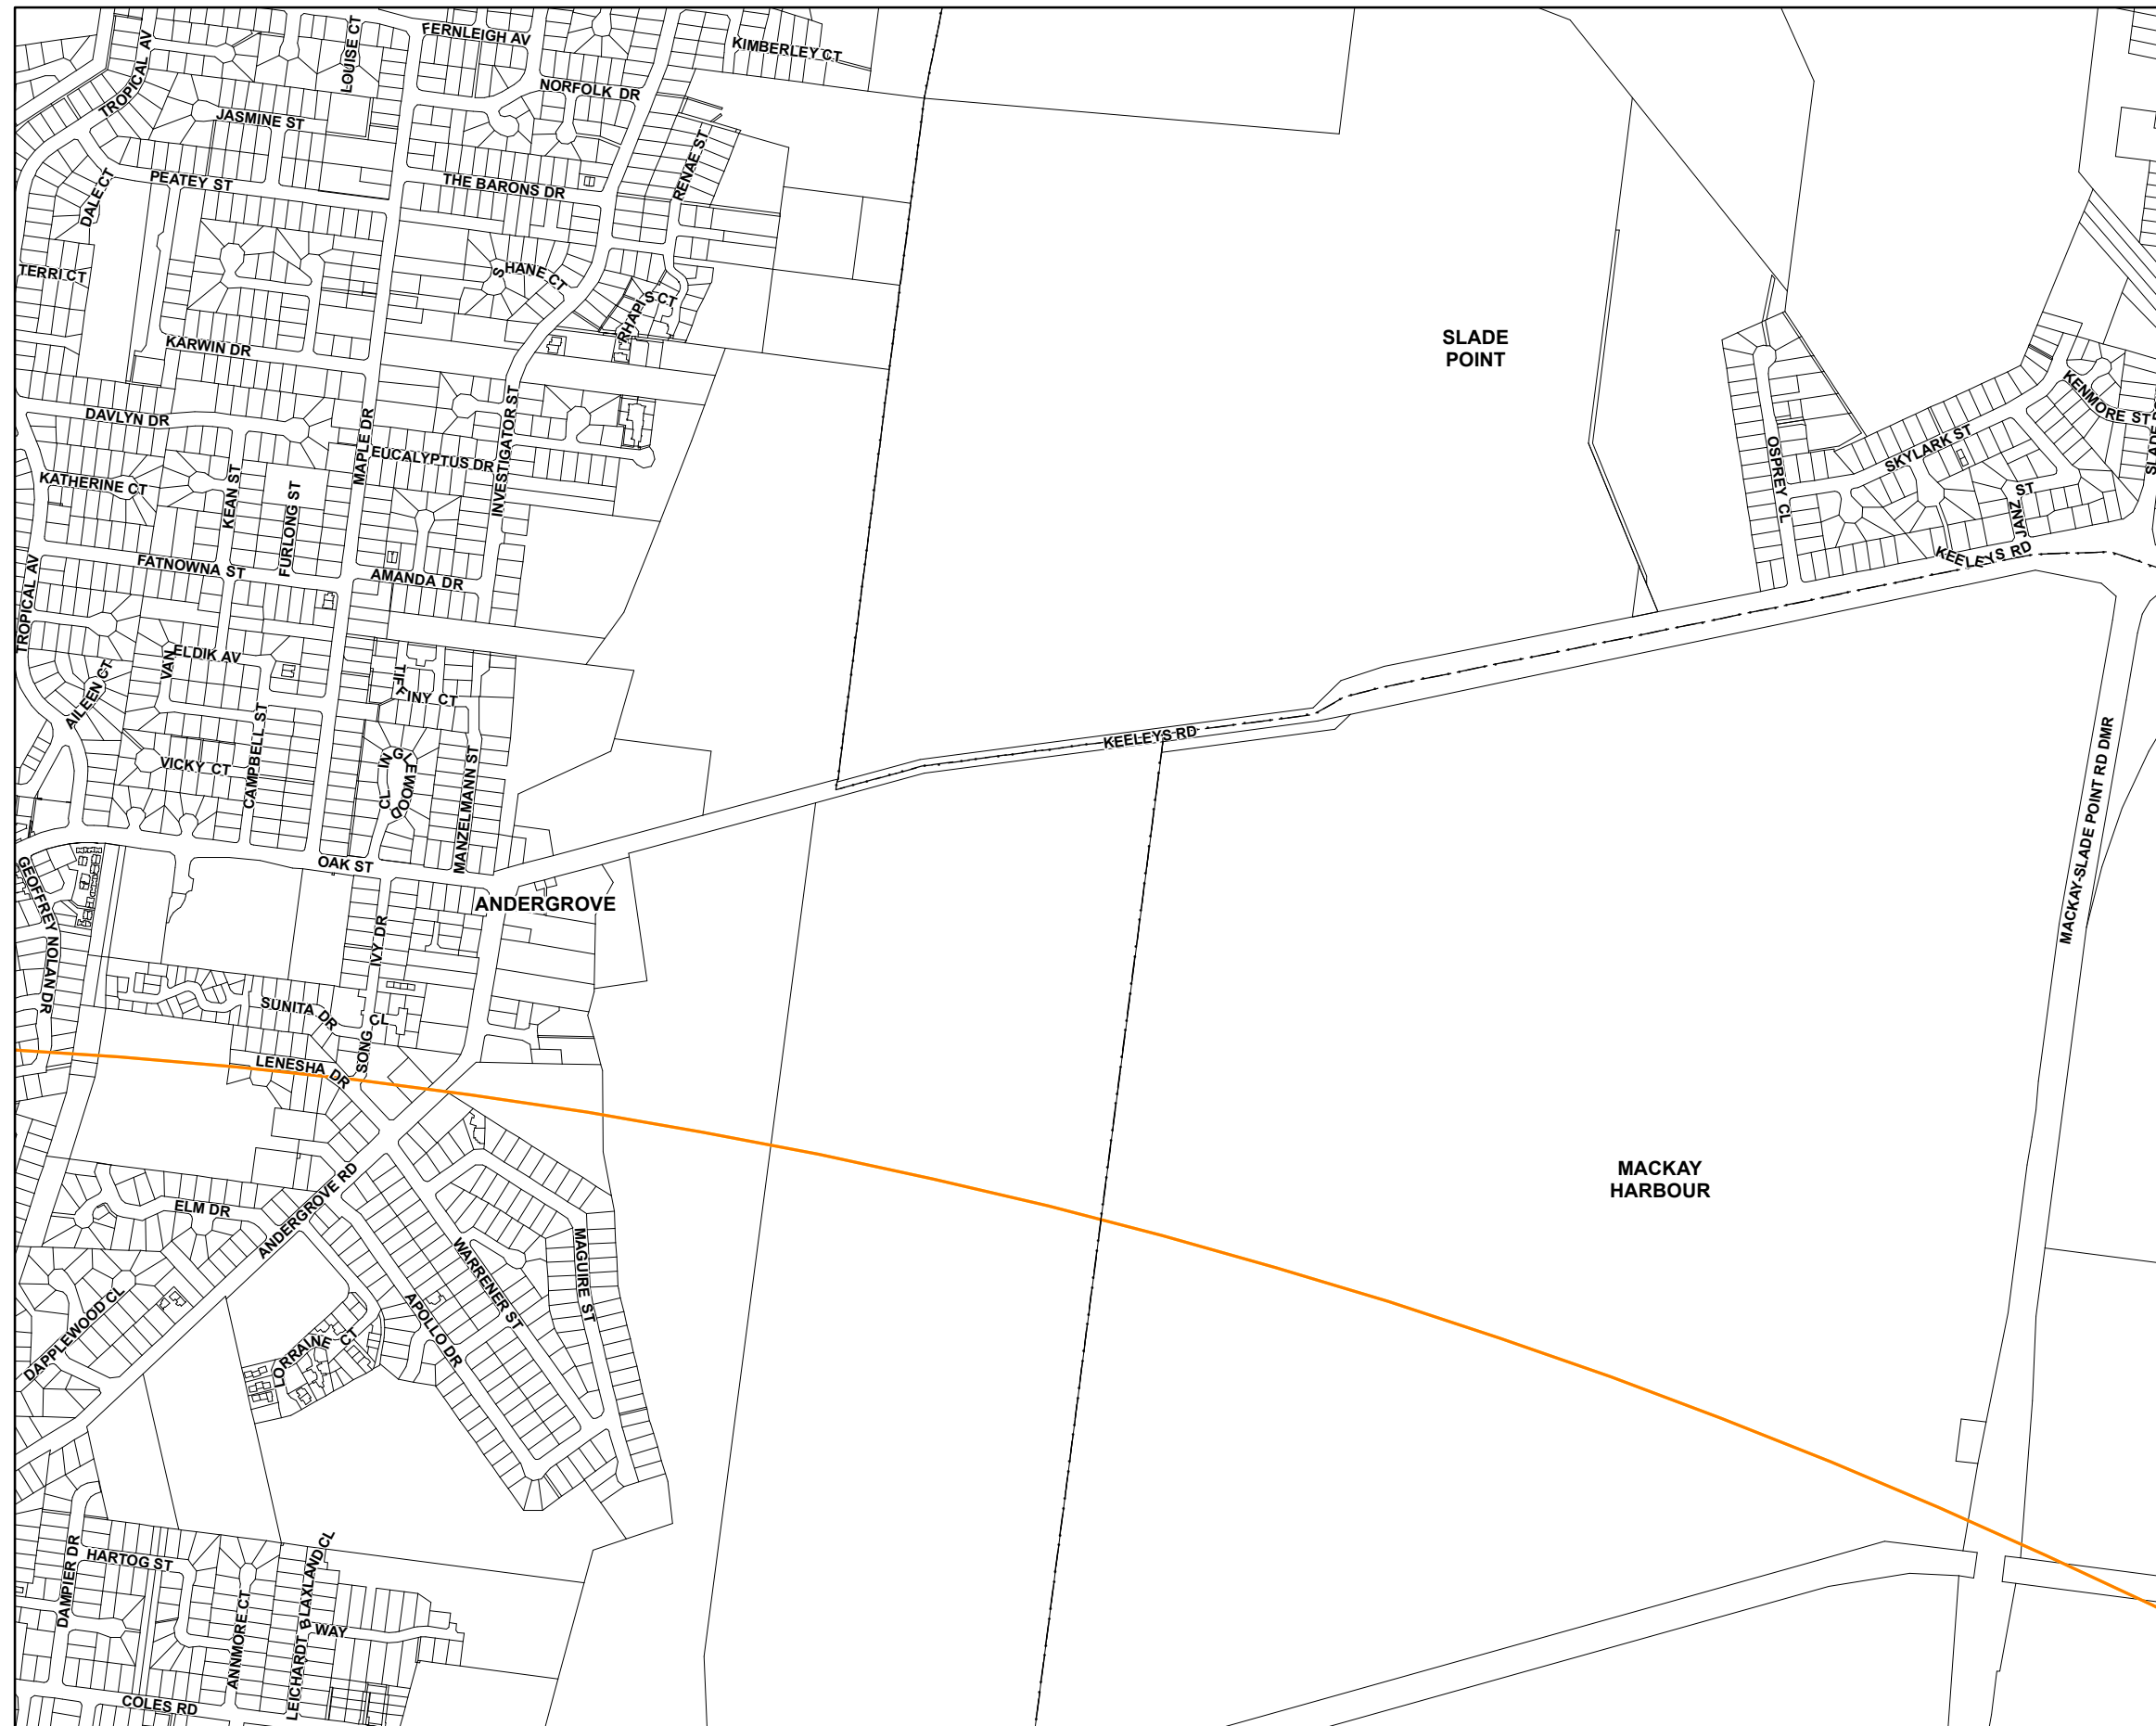 FERNLEIGH AV
KIMBERLEY CT
LOUISE CT
TROPICAL AV
NORFOLK DR
JASMINE ST
RENAE ST
PEATEY ST
THE BARONS DR
DALE CT
TERRI CT
SHANE CT
RHAPIS CT
KARWIN DR
SLADE
POINT
DAVLYN DR
MAPLE DR
INVESTIGATOR ST
EUCALYPTUS DR
KENMORE ST
SKYLARK ST
OSPREY CL
SLADE
KATHERINE CT
KEAN ST
FURLONG ST
JANZ ST
KEELEYS RD
FATNOWNA ST
AMANDA DR
TROPICAL AV
VAN ELDIK AV
AILEEN CT
TIFFINY CT
CAMPBELL ST
VICKY CT
INGLEWOOD CL
MANZELMANN ST
KEELEYS RD
MACKAY-SLADE POINT RD DMR
OAK ST
GEOFFREY NOLAN DR
ANDERGROVE
IVY DR
SUNITA DR
SONG CL
LENESHA DR
MACKAY
HARBOUR
ELM DR
ANDERGROVE RD
WARRENER ST
MAGUIRE ST
DAPPLEWOOD CL
APOLLO DR
LORRAINE CT
HARTOG ST
DAMPIER DR
ANNMORE CT
BLAXLAND CL
LEICHARDT WAY
COLES RD